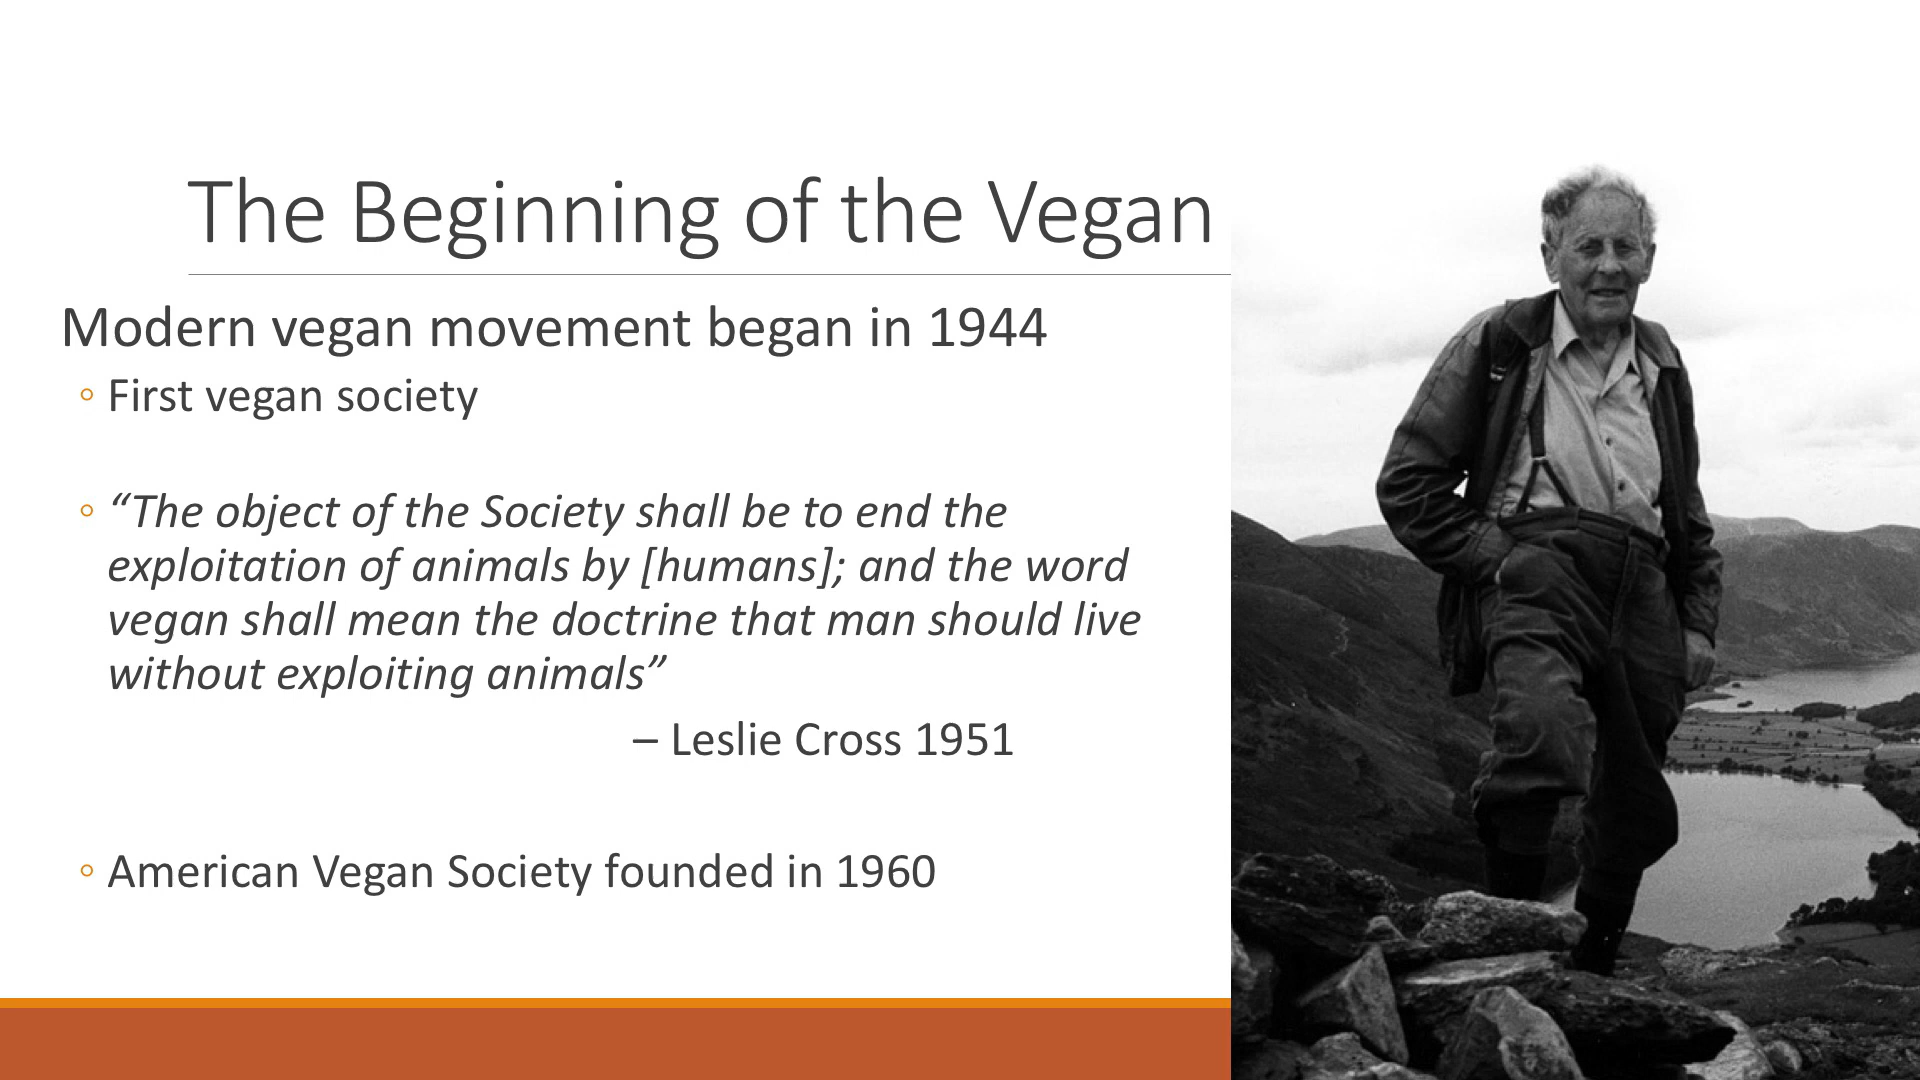 The Beginning of the Vegan
Modern vegan movement began in 1944
◦ First vegan society
◦ “The object of the Society shall be to end the
exploitation of animals by [humans]; and the word
vegan shall mean the doctrine that man should live
without exploiting animals”
– Leslie Cross 1951
◦ American Vegan Society founded in 1960